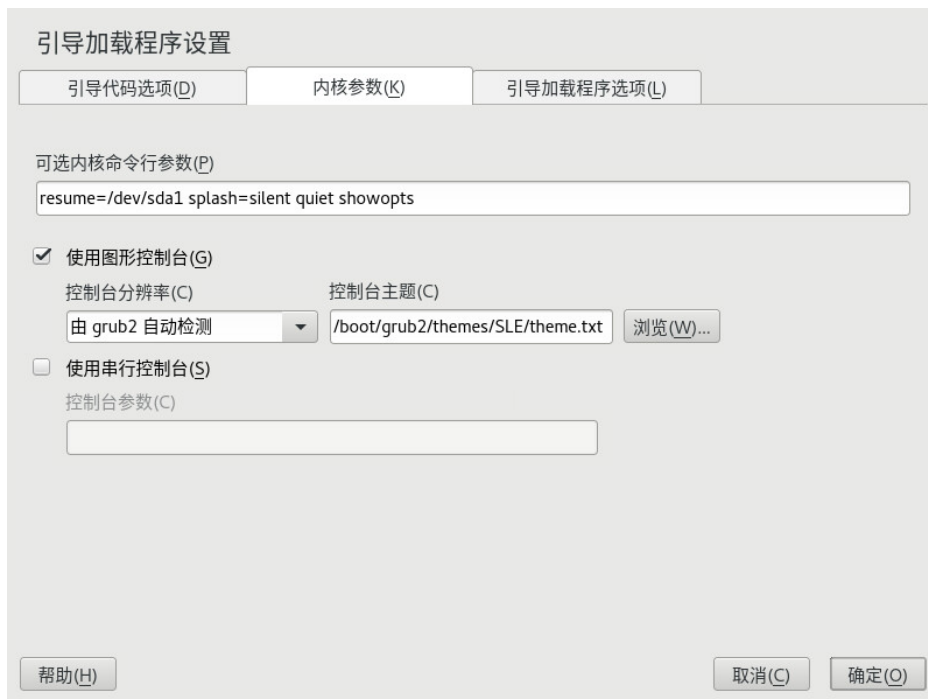 引导加载程序设置
引导代码选项(D)
内核参数(K)
引导加载程序选项(L)
可选内核命令行参数(P)
resume=/dev/sda1 splash=silent quiet showopts
使用图形控制台(G)
控制台分辨率(C)
控制台主题(C)
由 grub2 自动检测
/boot/grub2/themes/SLE/theme.txt
浏览(W)...
使用串行控制台(S)
控制台参数(C)
帮助(H)
取消(C)
确定(O)